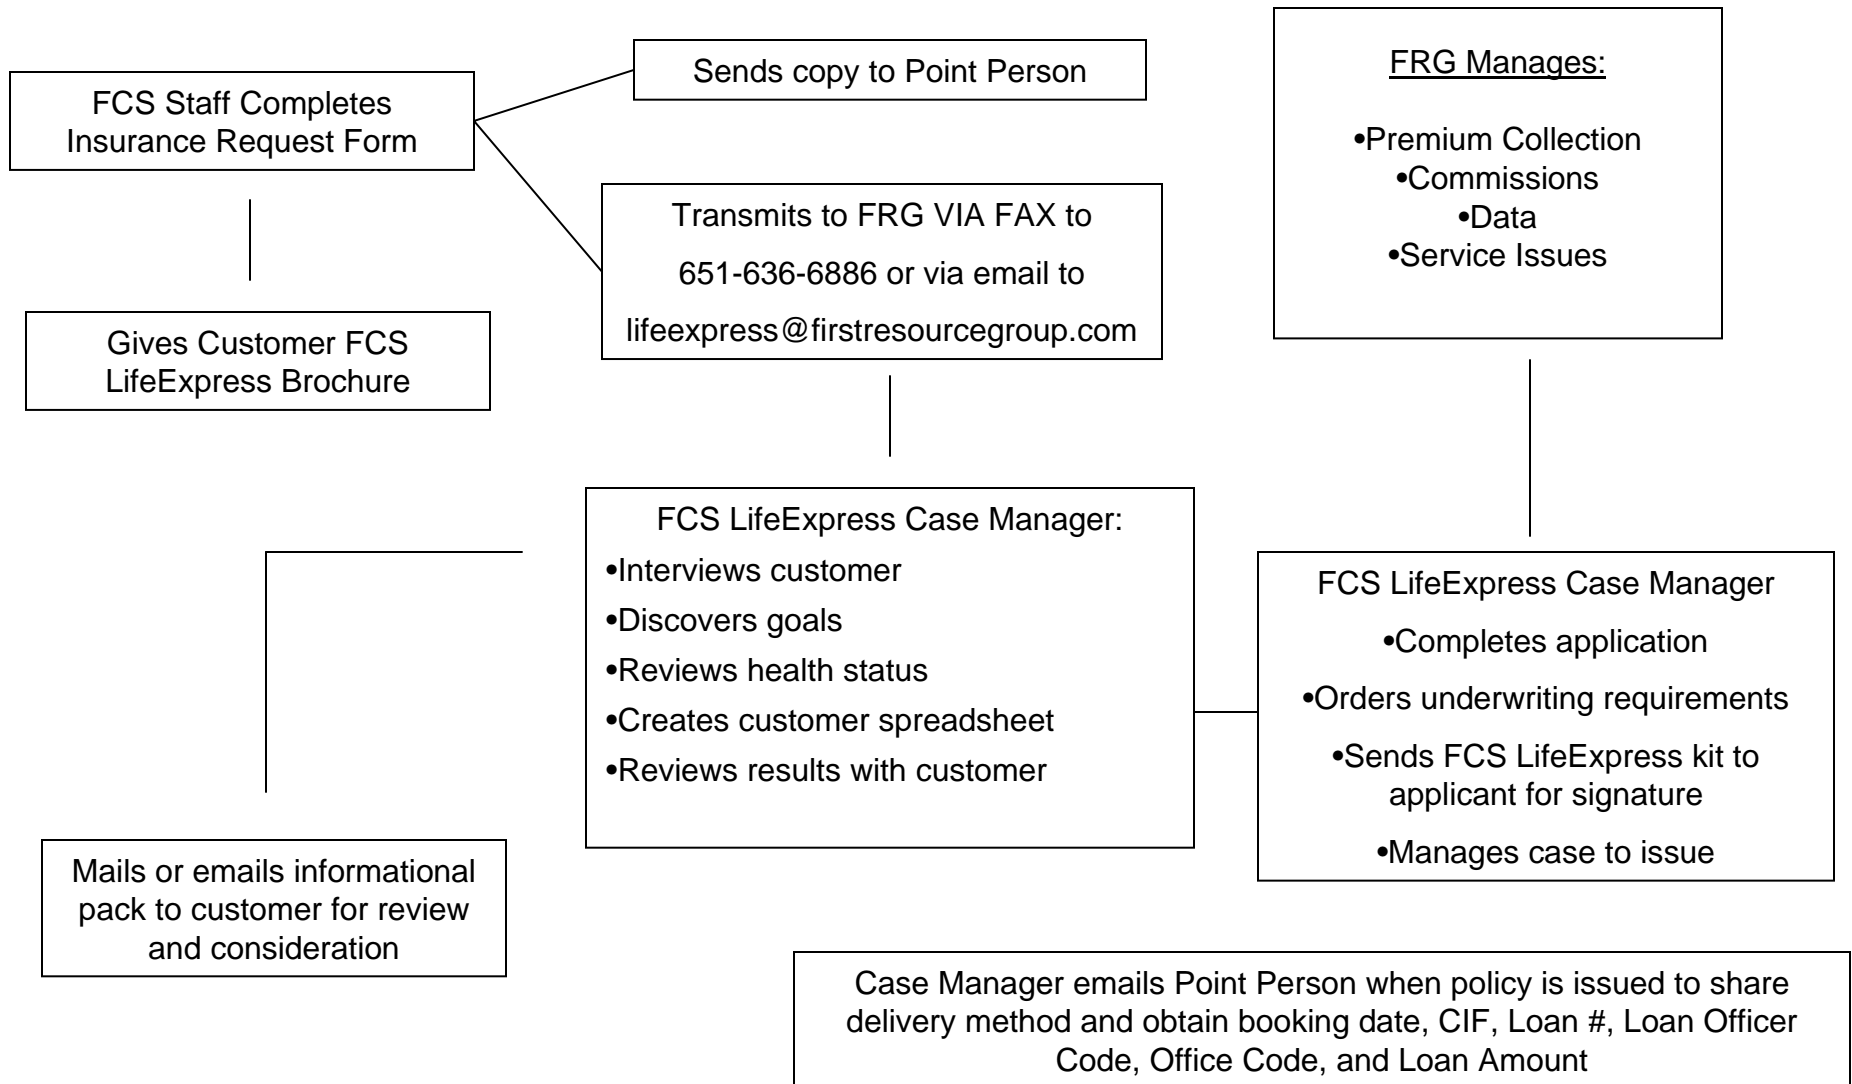 FCS Staff Completes
Insurance Request Form
Sends copy to Point Person
Transmits to FRG VIA FAX to
651-636-6886 or via email to
lifeexpress@firstresourcegroup.com
FRG Manages:
•Premium Collection
•Commissions
•Data
•Service Issues
Gives Customer FCS
LifeExpress Brochure
FCS LifeExpress Case Manager:
•Interviews customer
•Discovers goals
•Reviews health status
•Creates customer spreadsheet
•Reviews results with customer
FCS LifeExpress Case Manager
•Completes application
•Orders underwriting requirements
•Sends FCS LifeExpress kit to
applicant for signature
•Manages case to issue
Mails or emails informational
pack to customer for review
and consideration
Case Manager emails Point Person when policy is issued to share
delivery method and obtain booking date, CIF, Loan #, Loan Officer
Code, Office Code, and Loan Amount